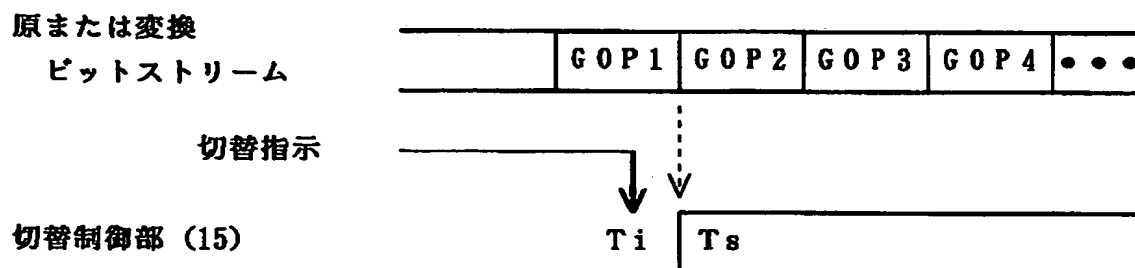 原または変換
ビットストリーム
GOP1 GOP2 GOP3 GOP4 •••
切替指示
切替制御部 (15) Ti Ts